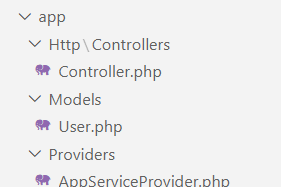 app
Http\Controllers
Controller.php
Models
User.php
Providers
AppServiceProvider.php